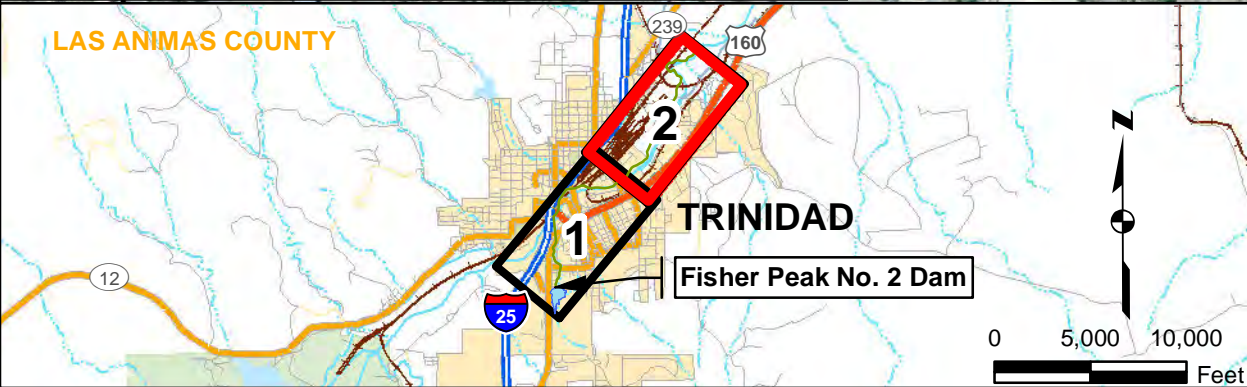 LAS ANIMAS COUNTY
239
160
2
N
1
TRINIDAD
12
Fisher Peak No. 2 Dam
25
0 5,000 10,000
Feet